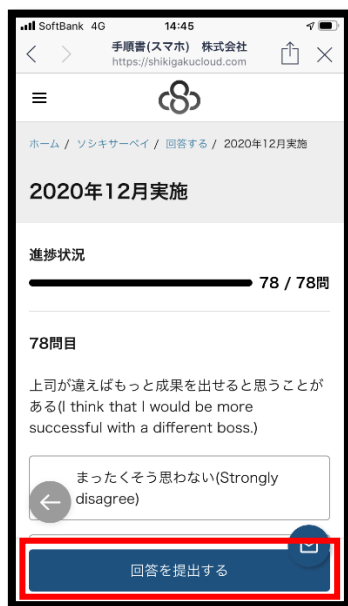 SoftBank 4G 14:45
手順書(スマホ) 株式会社
https://shikigakucloud.com
ホーム / ソシキサーベイ / 回答する / 2020年12月実施
2020年12月実施
進捗状況
78 / 78問
78問目
上司が違えばもっと成果を出せると思うことが
ある(I think that I would be more
successful with a different boss.)
まったくそう思わない(Strongly
disagree)
回答を提出する